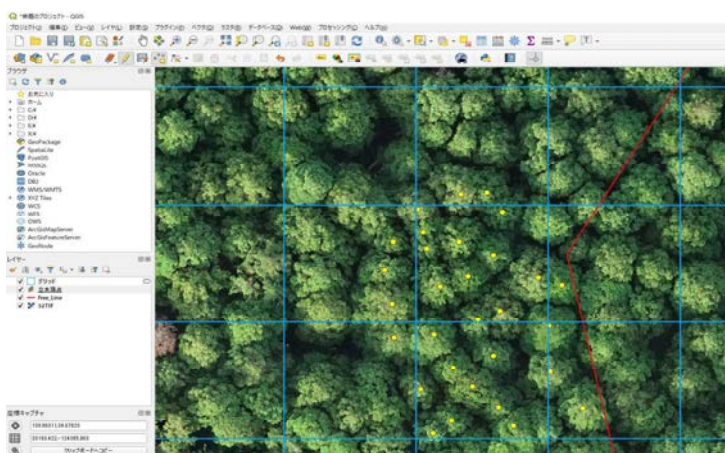 *無題のプロジェクト - QGIS
プロジェクト(J) 編集(E) ビュー(V) レイヤ(L) 設定(S) プラグイン(P) ベクタ(O) ラスタ(R) データベース(D) Web(W) プロセッシング(C) ヘルプ(H)
ブラウザ
お気に入り
ホーム
C:¥
D:¥
GeoPackage
SpatiaLite
PostGIS
MSSQL
Oracle
DB2
WMS/WMTS
XYZ Tiles
WCS
WFS
OWS
ArcGisMapServer
ArcGisFeatureServer
GeoNode
レイヤ
グリッド
立木頂点
Free_Line
座標キャプチャ
クリップボードへコピー